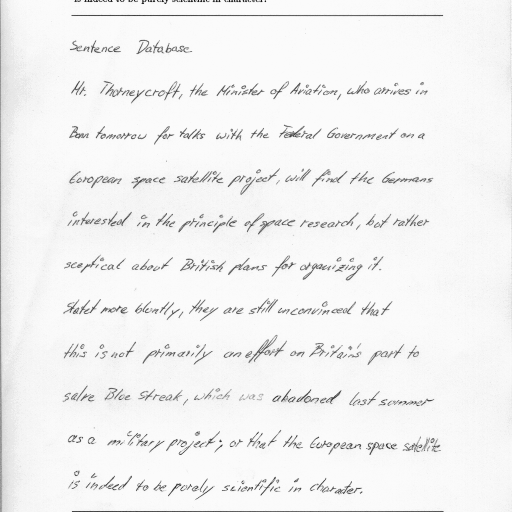 is indeed to be purely scientific in character.
Sentence Database
Mr. Thorneycroft, the Minister of Aviation, who arrives in
Bonn tomorrow for talks with the Federal Government on a
European space satellite project, will find the Germans
interested in the principle of space research, but rather
sceptical about British plans for organizing it.
Statet more bluntly, they are still unconvinced that
this is not primarily an effort on Britain's part to
salve Blue Streak, which was abadoned last summer
as a military project; or that the European space satellite
is indeed to be purely scientific in character.